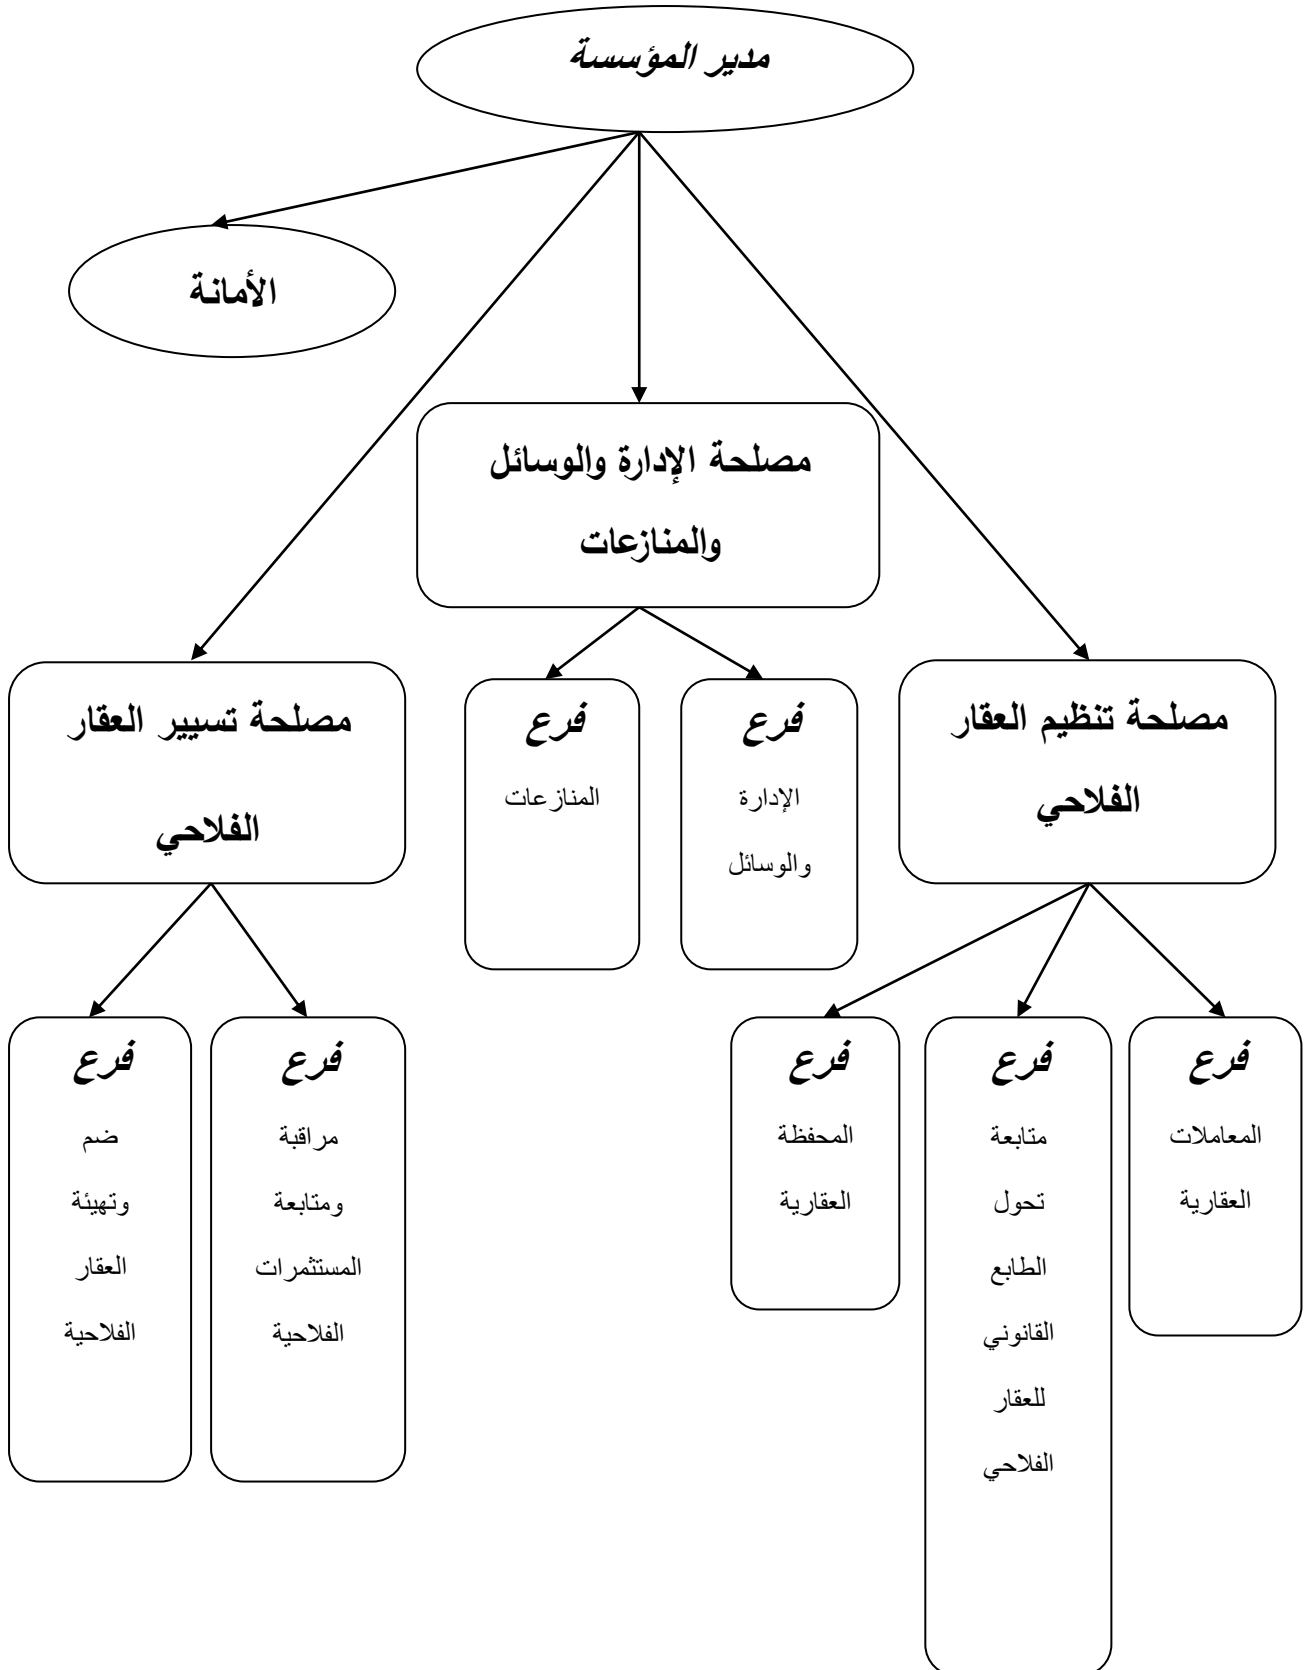 مدير المؤسسة
الأمانة
مصلحة الإدارة والوسائل
والمنازعات
مصلحة تنظيم العقار
الفلاحي
مصلحة تسيير العقار
الفلاحي
فرع
الإدارة
والوسائل
فرع
المنازعات
فرع
المعاملات
العقارية
فرع
متابعة
تحول
الطابع
القانوني
للعقار
الفلاحي
فرع
المحفظة
العقارية
فرع
مراقبة
ومتابعة
المستثمرات
الفلاحية
فرع
ضم
وتهيئة
العقار
الفلاحية